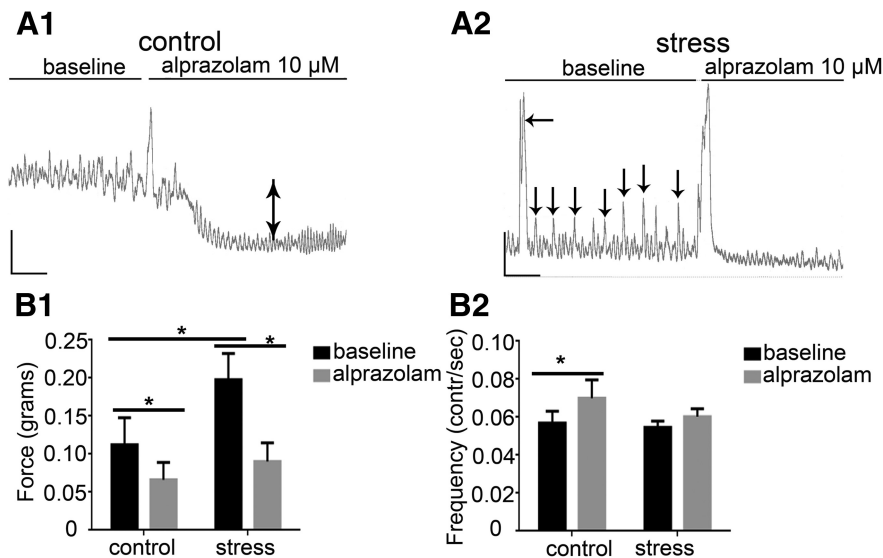 A1
control
baseline
alprazolam 10 µM
A2
stress
baseline
alprazolam 10 µM
B1
Force (grams)
0.25
0.20
0.15
0.10
0.05
0
*
*
*
control
stress
baseline
alprazolam
B2
Frequency (contr/sec)
0.10
0.08
0.06
0.04
0.02
0
*
control
stress
baseline
alprazolam